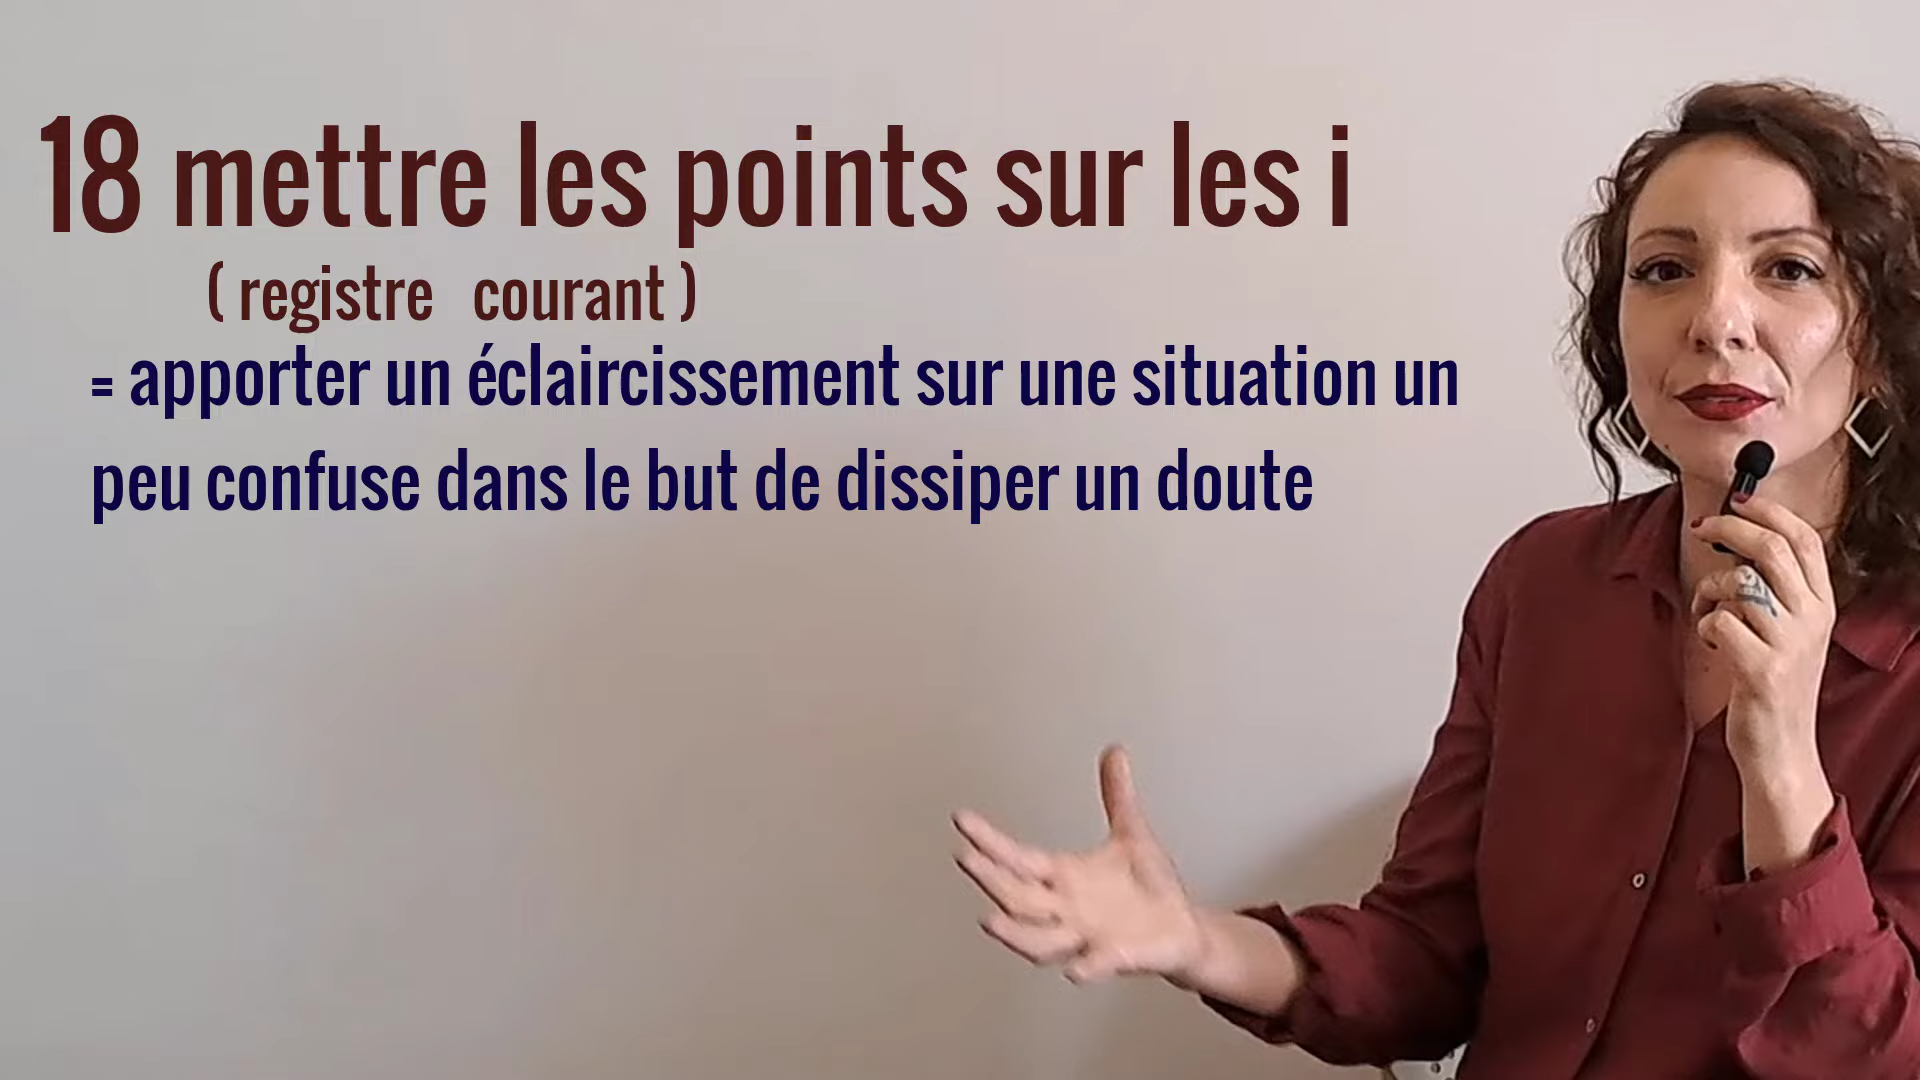 18 mettre les points sur les i
( registre courant )
= apporter un éclaircissement sur une situation un
peu confuse dans le but de dissiper un doute